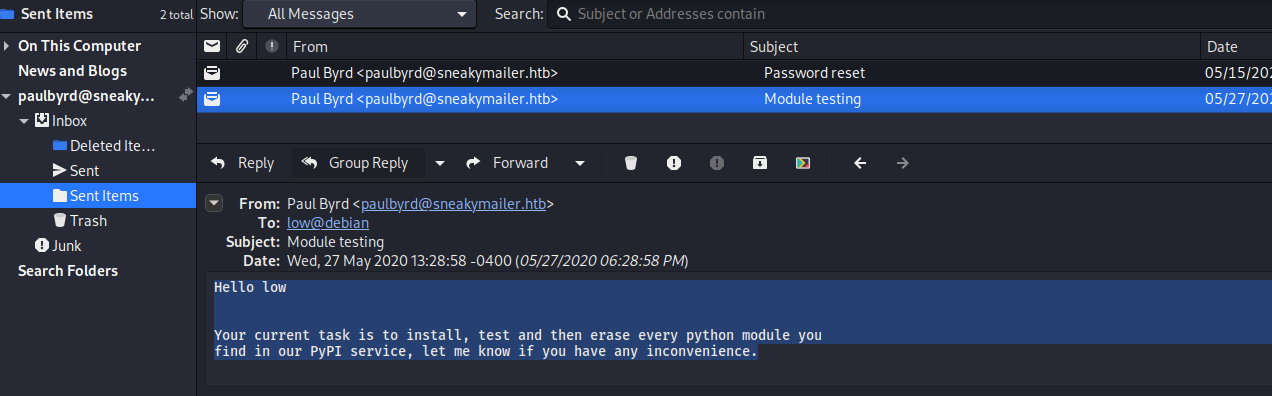 Sent Items 2 total Show: All Messages Search: Subject or Addresses contain
On This Computer
News and Blogs
paulbyrd@sneaky...
Inbox
Deleted Ite...
Sent
Sent Items
Trash
Junk
Search Folders
From Subject Date
Paul Byrd <paulbyrd@sneakymailer.htb> Password reset 05/15/202
Paul Byrd <paulbyrd@sneakymailer.htb> Module testing 05/27/202
Reply Group Reply Forward
From: Paul Byrd <paulbyrd@sneakymailer.htb>
To: low@debian
Subject: Module testing
Date: Wed, 27 May 2020 13:28:58 -0400 (05/27/2020 06:28:58 PM)
Hello low
Your current task is to install, test and then erase every python module you
find in our PyPI service, let me know if you have any inconvenience.